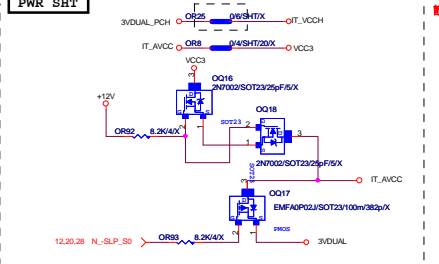 PWR SHT
3VDUAL_PCH OR25 0/6/SHT/X IT_VCCH
IT_AVCC OR8 0/4/SHT/20/X VCC3
VCC3
3
OQ16
2N7002/SOT23/25pF/5/X
+12V
D
G S
OQ18
SOT23
2
1
3
OR92 8.2K/4/X
2 1
2N7002/SOT23/25pF/5/X
SOT23
3
IT_AVCC
OQ17
EMFA0P02J/SOT23/100m/382p/X
D
G S
PMOS
2 1
12,20,28 N_-SLP_S0 OR93 8.2K/4/X 3VDUAL